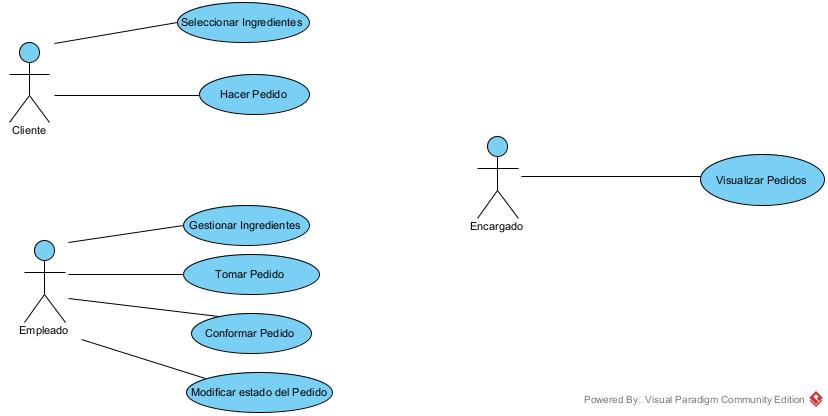 Seleccionar Ingredientes
Hacer Pedido
Cliente
Visualizar Pedidos
Encargado
Gestionar Ingredientes
Tomar Pedido
Empleado
Conformar Pedido
Modificar estado del Pedido
Powered By Visual Paradigm Community Edition